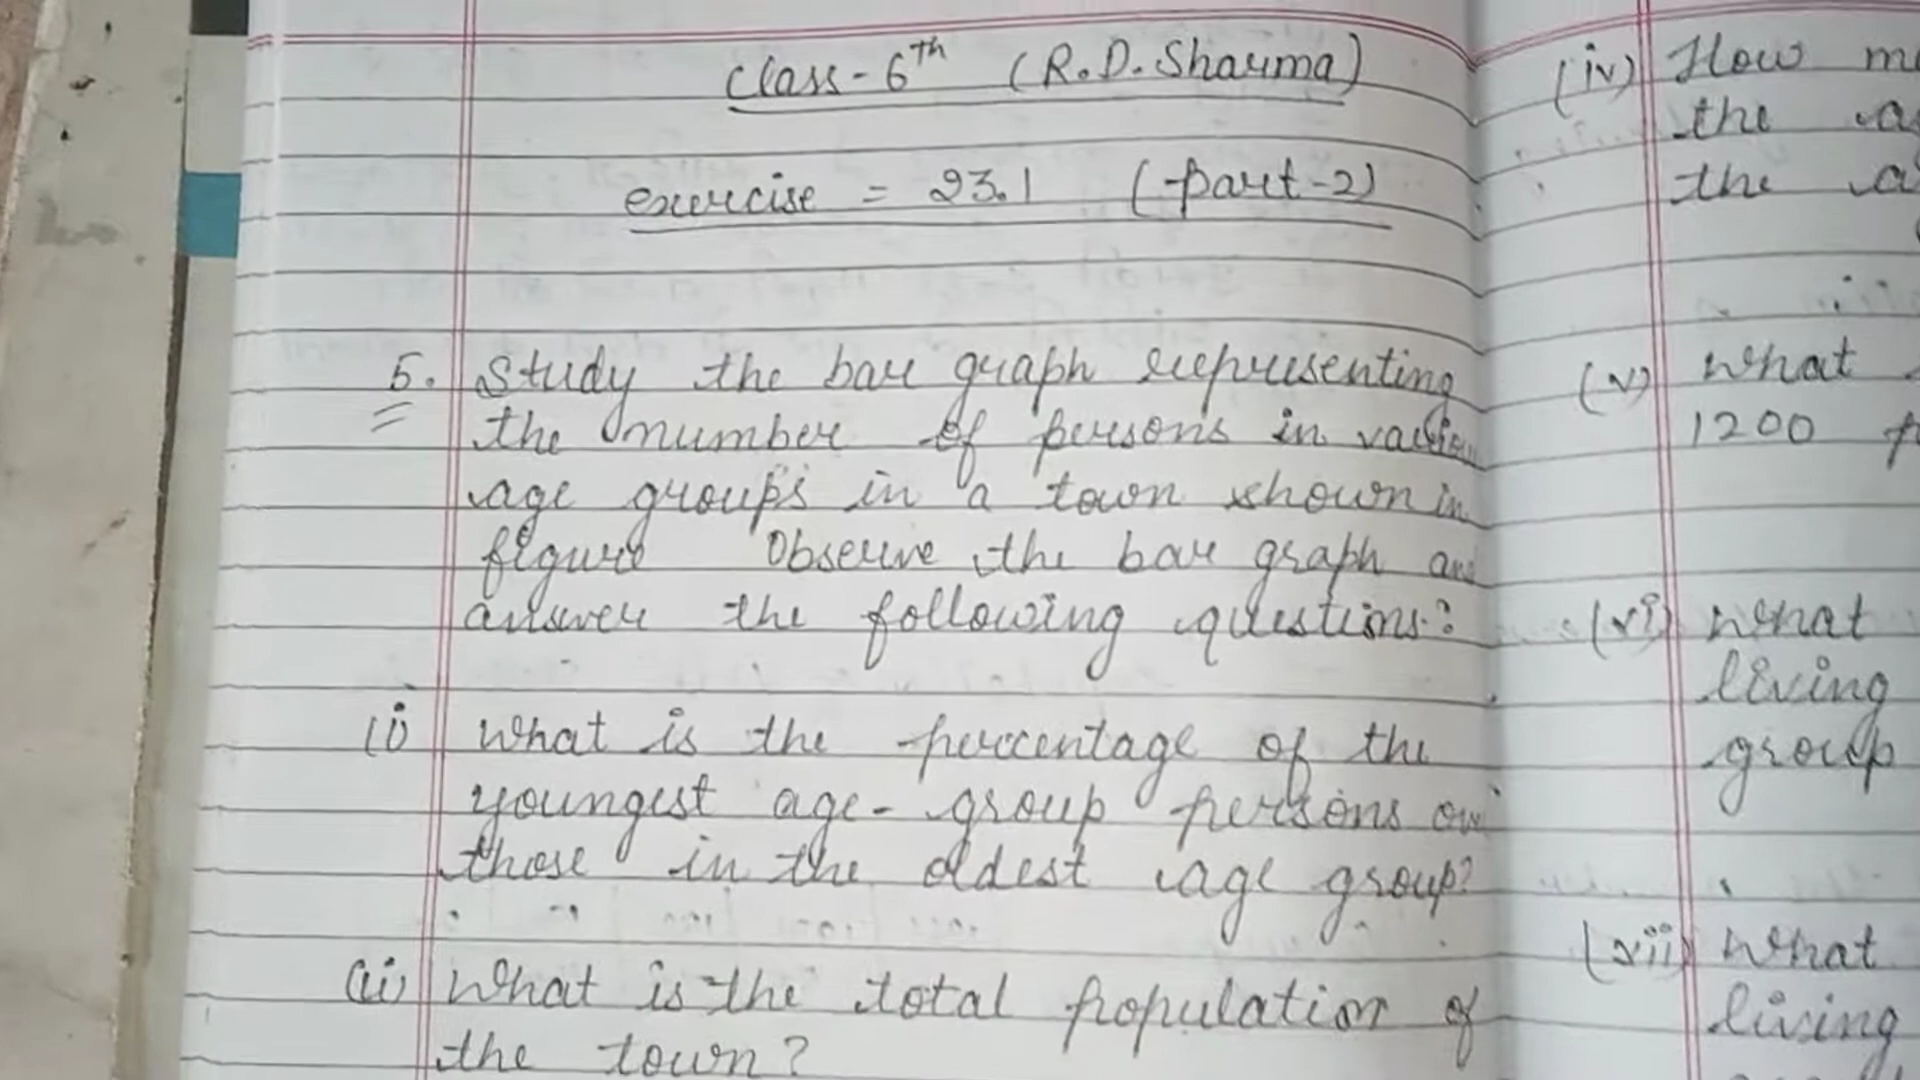 Class - 6th (R.D. Sharma)
exercise = 23.1 (Part-2)
5. Study the bar graph representing
the number of persons in
age groups in a town shown in
figure Observe the bar graph and
answer the following questions:
(i) What is the percentage of the
youngest age-group persons over
those in the oldest age group?
(ii) What is the total population of
the town?
(iv) How
the
the
(v) What
1200
(vi) What
living
group
(vii) What
living